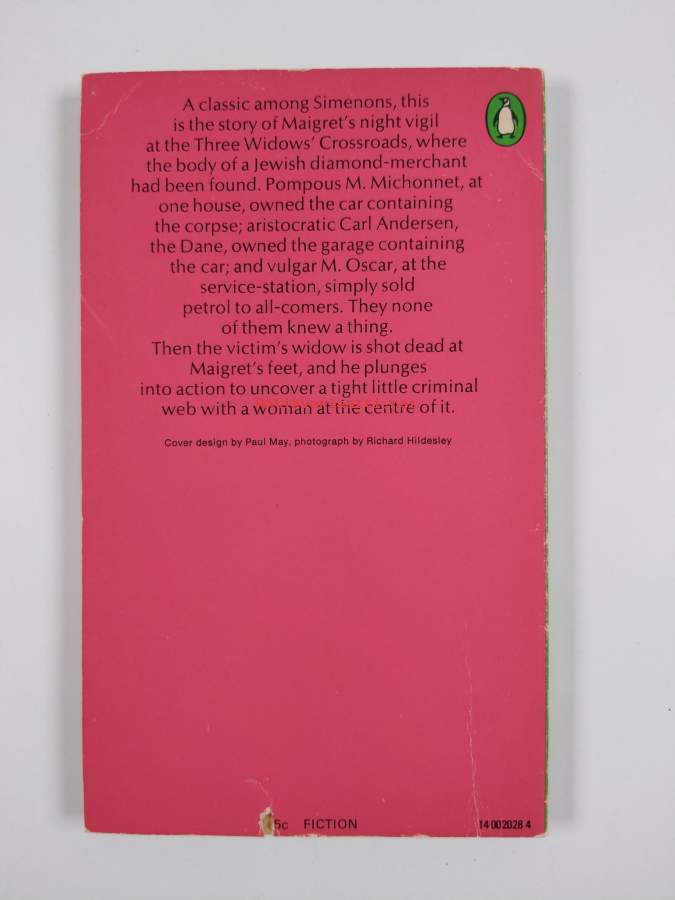 A classic among Simenons, this
is the story of Maigret's night vigil
at the Three Widows' Crossroads, where
the body of a Jewish diamond-merchant
had been found. Pompous M. Michonnet, at
one house, owned the car containing
the corpse; aristocratic Carl Andersen,
the Dane, owned the garage containing
the car; and vulgar M. Oscar, at the
service-station, simply sold
petrol to all-comers. They none
of them knew a thing.
Then the victim's widow is shot dead at
Maigret's feet, and he plunges
into action to uncover a tight little criminal
web with a woman at the centre of it.
Cover design by Paul May, photograph by Richard Hildesley
5c FICTION
14 002028 4